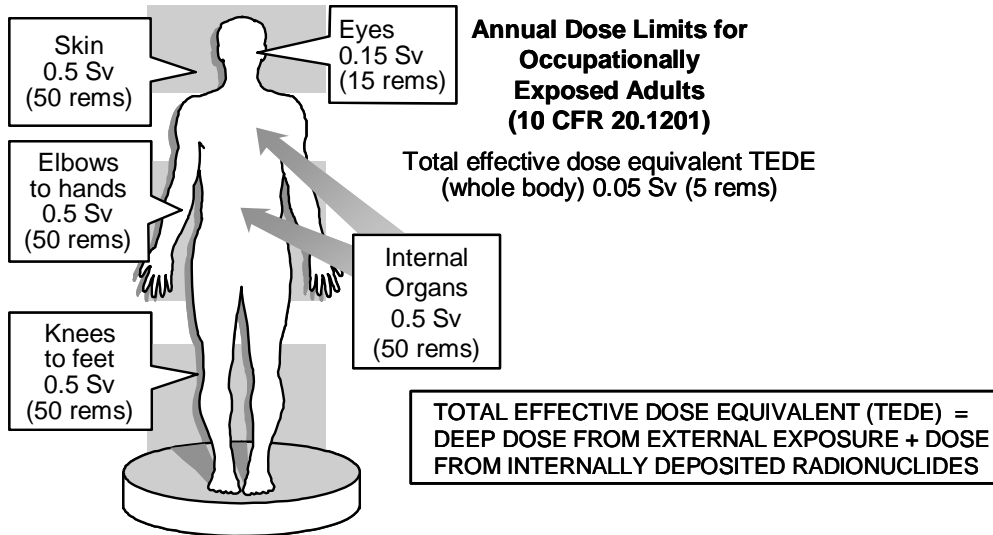 Skin
0.5 Sv
(50 rems)
Eyes
0.15 Sv
(15 rems)
Annual Dose Limits for
Occupationally
Exposed Adults
(10 CFR 20.1201)
Total effective dose equivalent TEDE
(whole body) 0.05 Sv (5 rems)
Elbows
to hands
0.5 Sv
(50 rems)
Internal
Organs
0.5 Sv
(50 rems)
Knees
to feet
0.5 Sv
(50 rems)
TOTAL EFFECTIVE DOSE EQUIVALENT (TEDE) =
DEEP DOSE FROM EXTERNAL EXPOSURE + DOSE
FROM INTERNALLY DEPOSITED RADIONUCLIDES